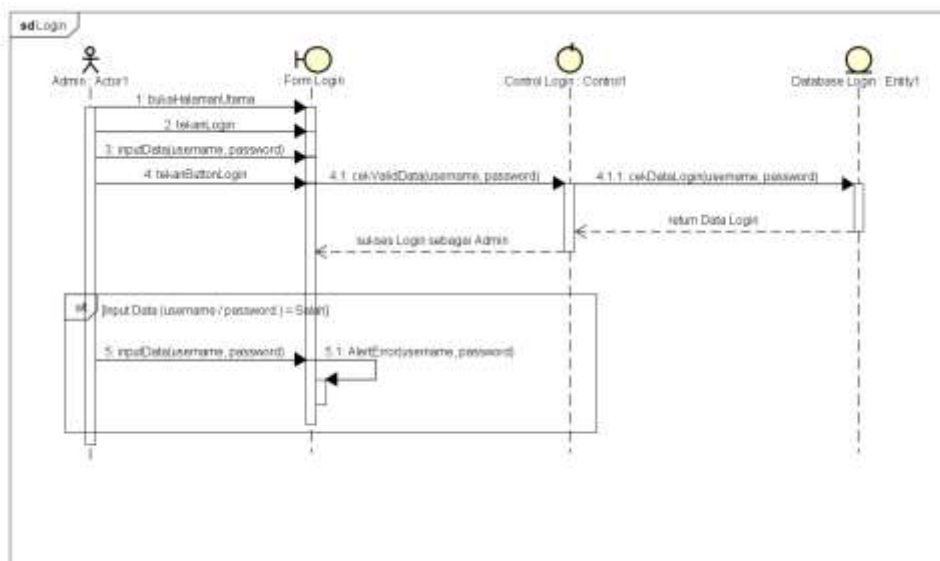 sd Login
Admin : Actor1
: Form Login
Control Login : Control1
Database Login : Entity1
1: bukaHalamanUtama
2: tekanLogin
3: inputData(username, password)
4: tekanButtonLogin
4.1: cekValidData(username, password)
4.1.1: cekDataLogin(username, password)
return Data Login
sukses Login sebagai Admin
alt
[Input Data (username / password ) = Salah]
5: inputData(username, password)
5.1: AlertError(username, password)